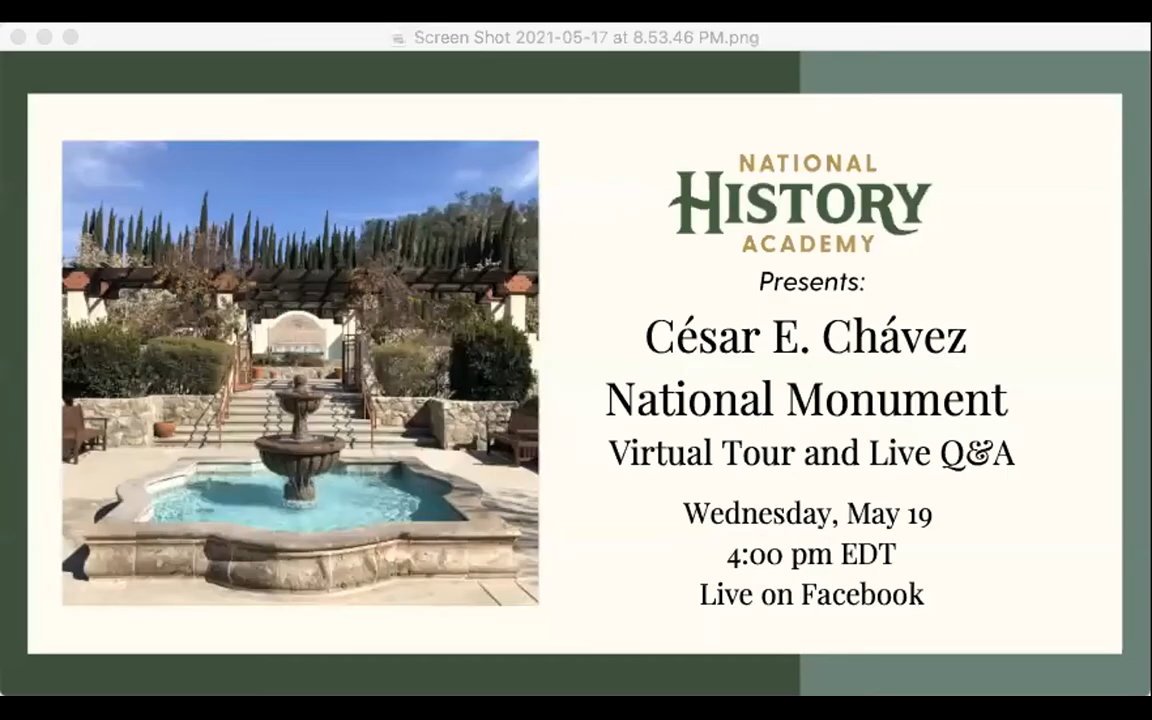 Screen Shot 2021-05-17 at 8.53.46 PM.png
NATIONAL
HISTORY
ACADEMY
Presents:
César E. Chávez
National Monument
Virtual Tour and Live Q&A
Wednesday, May 19
4:00 pm EDT
Live on Facebook